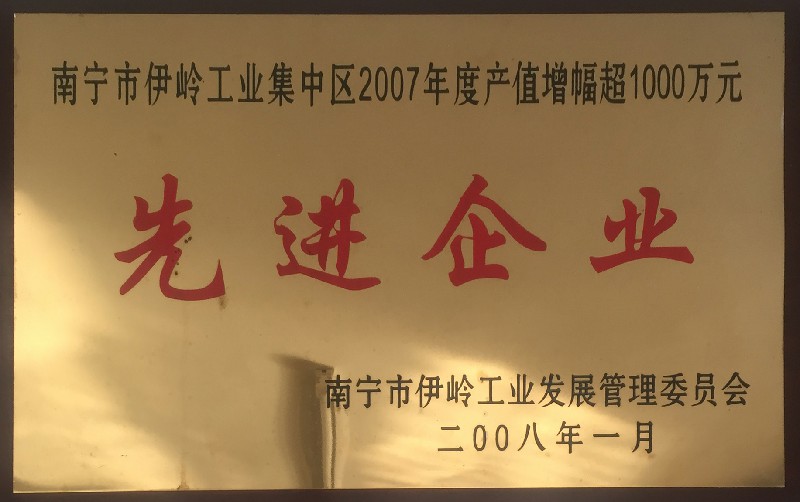 南宁市伊岭工业集中区2007年度产值增幅超1000万元
先进企业
南宁市伊岭工业发展管理委员会
二00八年一月